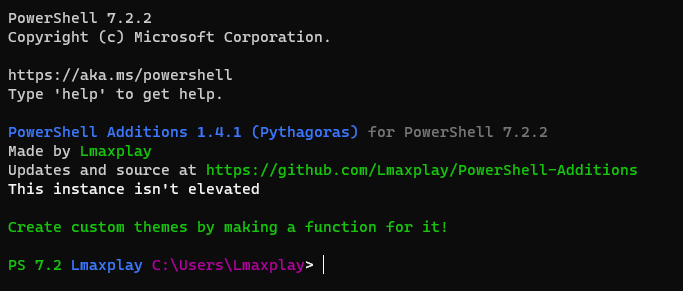 PowerShell 7.2.2
Copyright (c) Microsoft Corporation.
https://aka.ms/powershell
Type 'help' to get help.
PowerShell Additions 1.4.1 (Pythagoras) for PowerShell 7.2.2
Made by Lmaxplay
Updates and source at https://github.com/Lmaxplay/PowerShell-Additions
This instance isn't elevated
Create custom themes by making a function for it!
PS 7.2 Lmaxplay C:\Users\Lmaxplay>